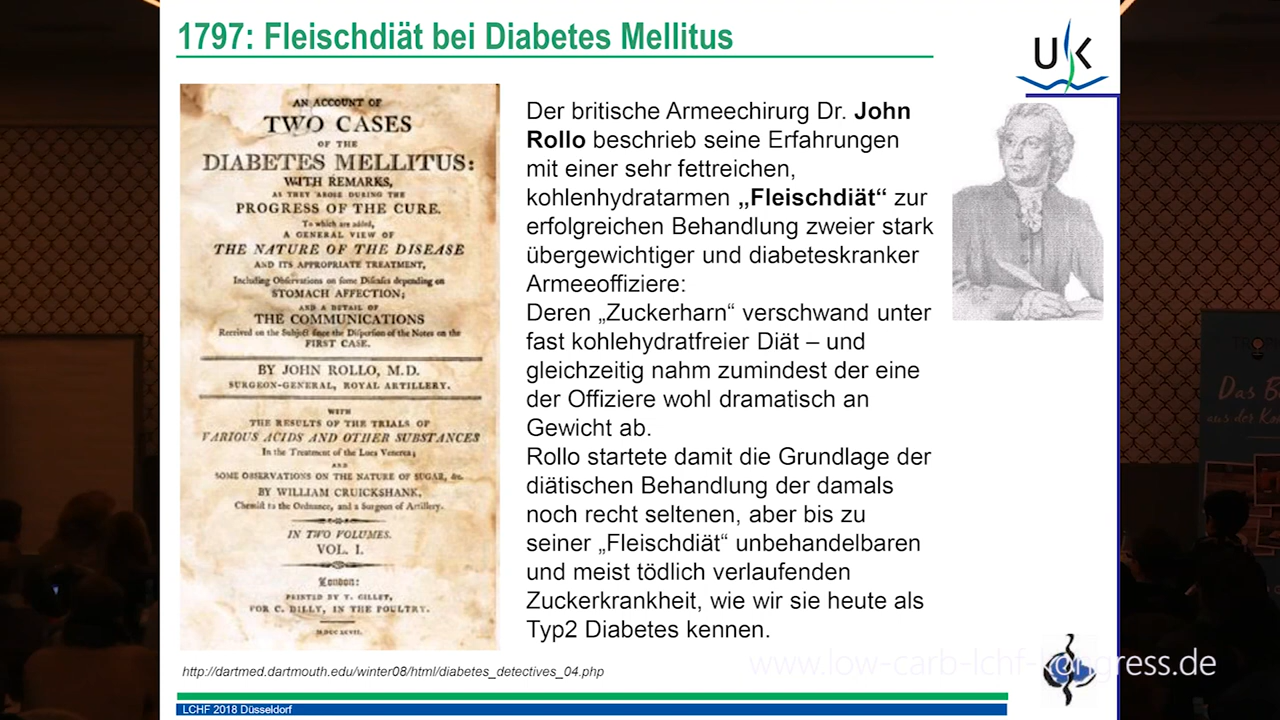 1797: Fleischdiät bei Diabetes Mellitus
UK
AN ACCOUNT OF
TWO CASES
OF THE
DIABETES MELLITUS:
WITH REMARKS,
AS THEY AROSE DURING THE
PROGRESS OF THE CURE.
To which are added,
A GENERAL VIEW OF
THE NATURE OF THE DISEASE
AND ITS APPROPRIATE TREATMENT,
Including Observations on some Diseases depending on
STOMACH AFFECTION;
AND A DETAIL OF
THE COMMUNICATIONS
Received on the Subject since the Dispersion of the Notes on the
FIRST CASE.
BY JOHN ROLLO, M.D.
SURGEON-GENERAL, ROYAL ARTILLERY.
WITH
THE RESULTS OF THE TRIALS OF
VARIOUS ACIDS AND OTHER SUBSTANCES
In the Treatment of the Lues Venerea;
AND
SOME OBSERVATIONS ON THE NATURE OF SUGAR, &c.
BY WILLIAM CRUICKSHANK,
Chemist to the Ordnance, and a Surgeon of Artillery.
IN TWO VOLUMES.
VOL. I.
London:
PRINTED BY T. GILLET,
FOR C. DILLY, IN THE POULTRY.
M.DCC.XCVII.
Der britische Armeechirurg Dr. John
Rollo beschrieb seine Erfahrungen
mit einer sehr fettreichen,
kohlenhydratarmen „Fleischdiät“ zur
erfolgreichen Behandlung zweier stark
übergewichtiger und diabeteskranker
Armeeoffiziere:
Deren „Zuckerharn“ verschwand unter
fast kohlehydratfreier Diät – und
gleichzeitig nahm zumindest der eine
der Offiziere wohl dramatisch an
Gewicht ab.
Rollo startete damit die Grundlage der
diätischen Behandlung der damals
noch recht seltenen, aber bis zu
seiner „Fleischdiät“ unbehandelbaren
und meist tödlich verlaufenden
Zuckerkrankheit, wie wir sie heute als
Typ2 Diabetes kennen.
http://dartmed.dartmouth.edu/winter08/html/diabetes_detectives_04.php
www.low-carb-lchf-kongress.de
LCHF 2018 Düsseldorf
Das B
aus der K